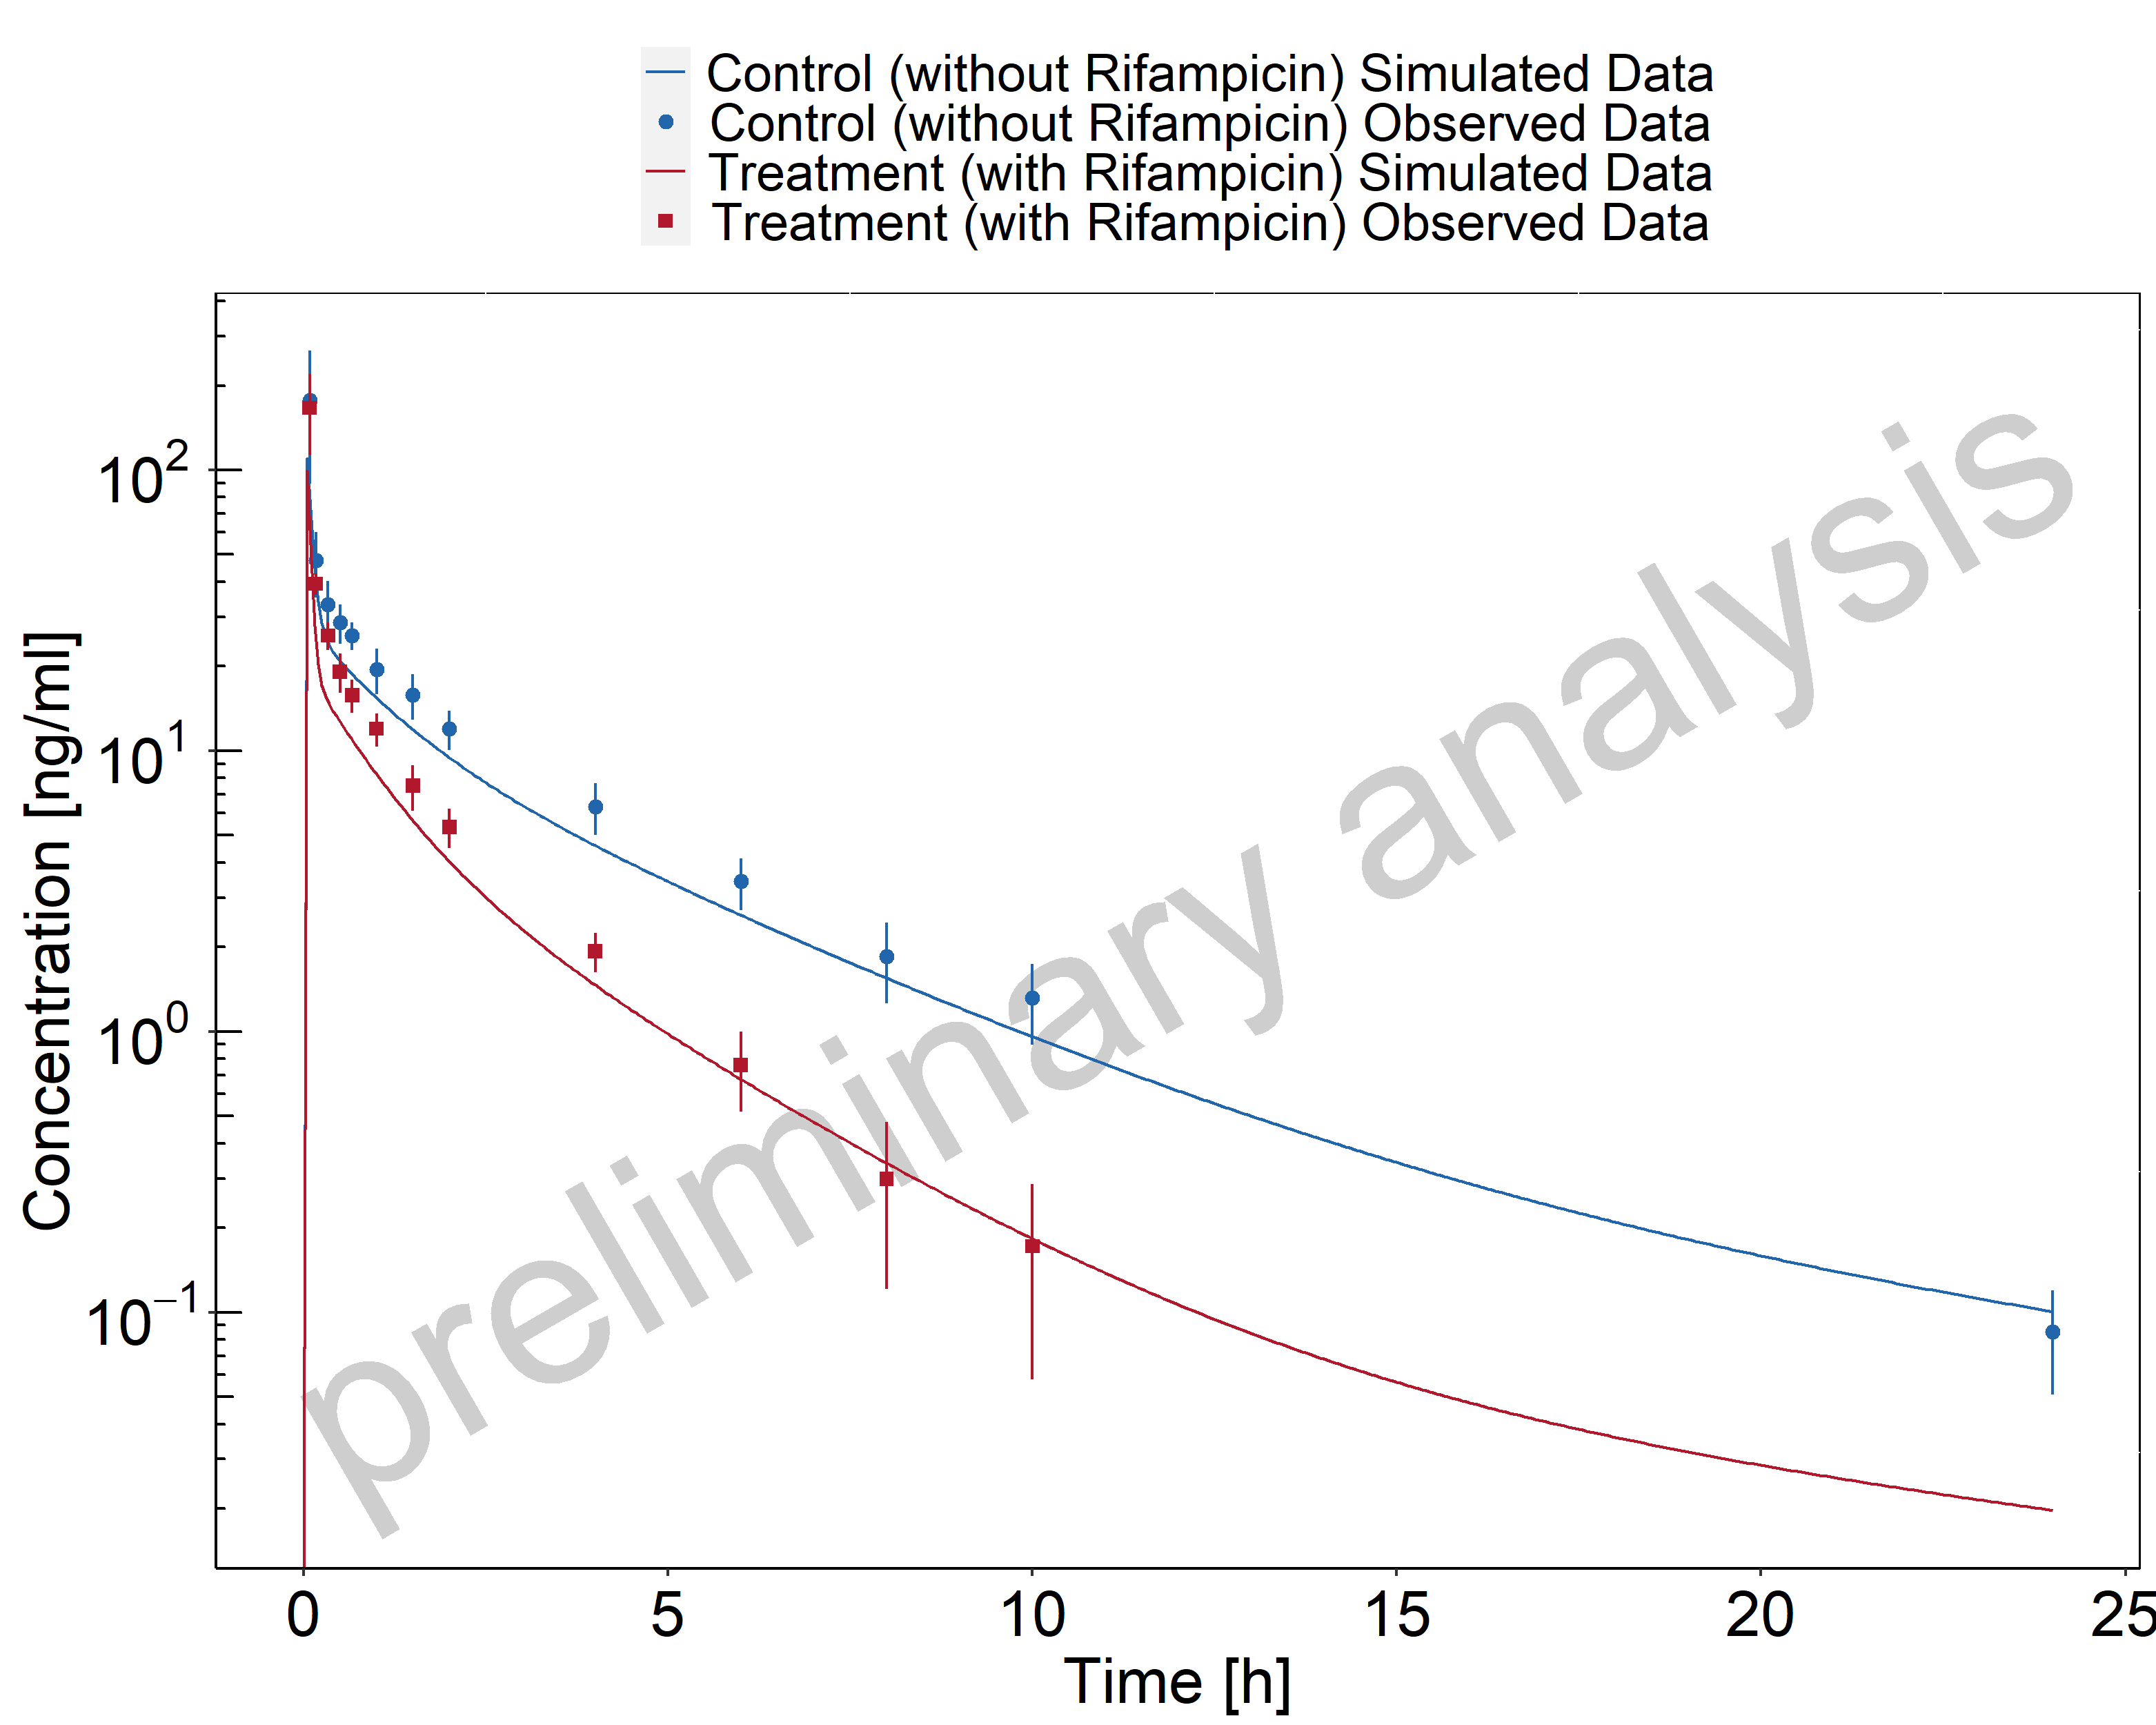 Control (without Rifampicin) Simulated Data
Control (without Rifampicin) Observed Data
Treatment (with Rifampicin) Simulated Data
Treatment (with Rifampicin) Observed Data
Concentration [ng/ml]
10²
10¹
10⁰
10⁻¹
preliminary analysis
0 5 10 15 20 25
Time [h]